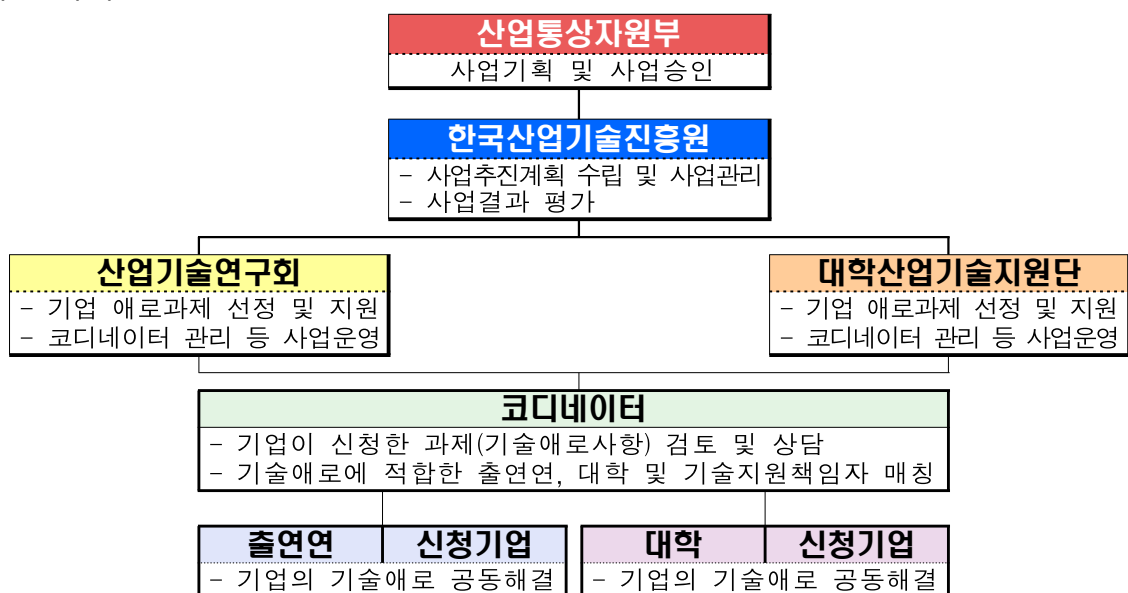 산업통상자원부
사업기획 및 사업승인
한국산업기술진흥원
- 사업추진계획 수립 및 사업관리
- 사업결과 평가
산업기술연구회
- 기업 애로과제 선정 및 지원
- 코디네이터 관리 등 사업운영
대학산업기술지원단
- 기업 애로과제 선정 및 지원
- 코디네이터 관리 등 사업운영
코디네이터
- 기업이 신청한 과제(기술애로사항) 검토 및 상담
- 기술애로에 적합한 출연연, 대학 및 기술지원책임자 매칭
출연연 신청기업
- 기업의 기술애로 공동해결
대학 신청기업
- 기업의 기술애로 공동해결